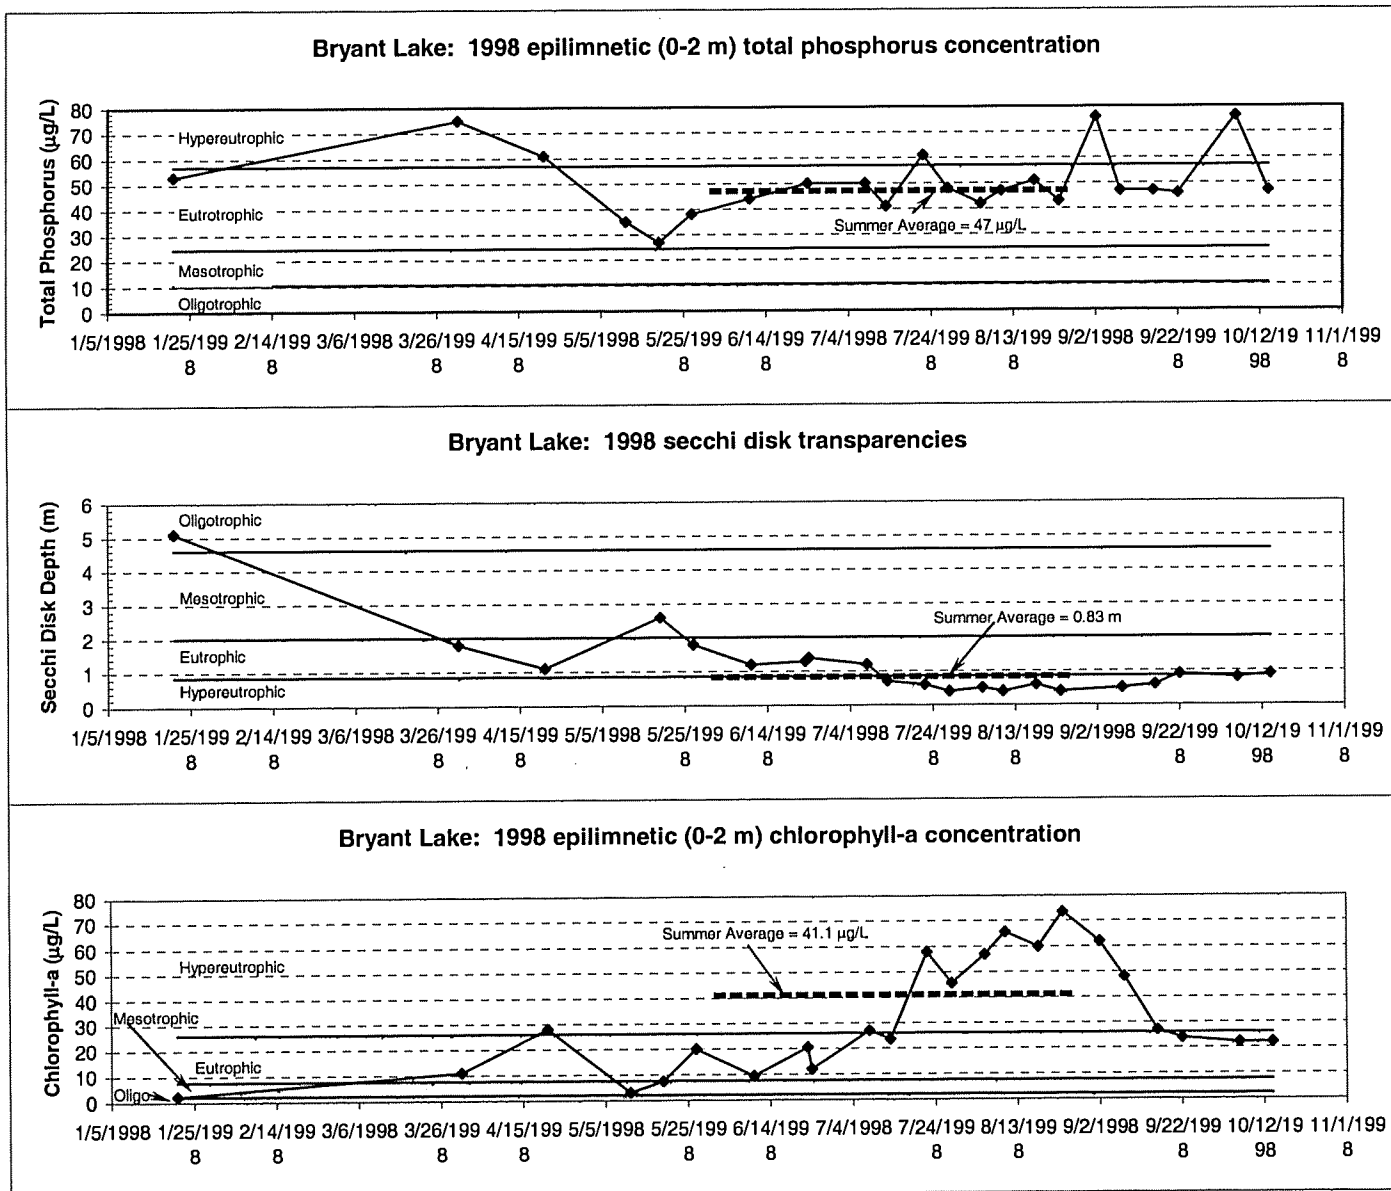 Bryant Lake: 1998 epilimnetic (0-2 m) total phosphorus concentration
Total Phosphorus (µg/L)
80
70
60
50
40
30
20
10
0
Hypereutrophic
Eutrotrophic
Mesotrophic
Oligotrophic
Summer Average = 47 µg/L
1/5/1998 1/25/199 2/14/199 3/6/1998 3/26/199 4/15/199 5/5/1998 5/25/199 6/14/199 7/4/1998 7/24/199 8/13/199 9/2/1998 9/22/199 10/12/19 11/1/199
8 8 8 8 8 8 8 8 8 98 8
Bryant Lake: 1998 secchi disk transparencies
Secchi Disk Depth (m)
6
5
4
3
2
1
0
Oligotrophic
Mesotrophic
Eutrophic
Hypereutrophic
Summer Average = 0.83 m
1/5/1998 1/25/199 2/14/199 3/6/1998 3/26/199 4/15/199 5/5/1998 5/25/199 6/14/199 7/4/1998 7/24/199 8/13/199 9/2/1998 9/22/199 10/12/19 11/1/199
8 8 8 8 8 8 8 8 8 98 8
Bryant Lake: 1998 epilimnetic (0-2 m) chlorophyll-a concentration
Chlorophyll-a (µg/L)
80
70
60
50
40
30
20
10
0
Summer Average = 41.1 µg/L
Hypereutrophic
Mesotrophic
Eutrophic
Oligo
1/5/1998 1/25/199 2/14/199 3/6/1998 3/26/199 4/15/199 5/5/1998 5/25/199 6/14/199 7/4/1998 7/24/199 8/13/199 9/2/1998 9/22/199 10/12/19 11/1/199
8 8 8 8 8 8 8 8 8 98 8